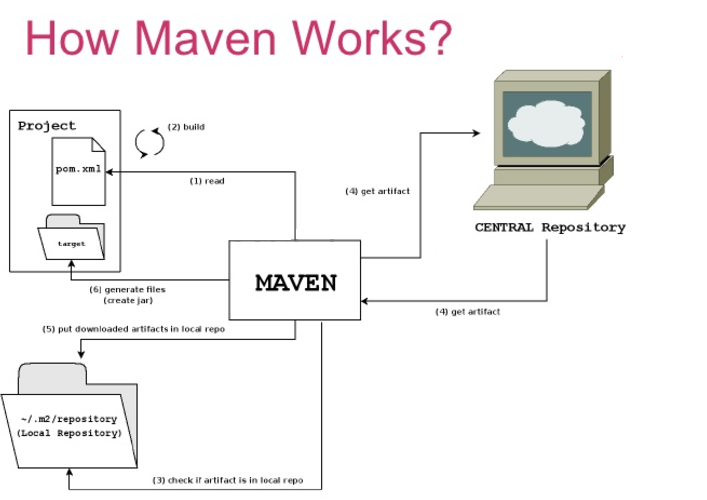 How Maven Works?
Project
pom.xml
(2) build
(1) read
(4) get artifact
CENTRAL Repository
target
MAVEN
(6) generate files
(create jar)
(4) get artifact
(5) put downloaded artifacts in local repo
~/.m2/repository
(Local Repository)
(3) check if artifact is in local repo